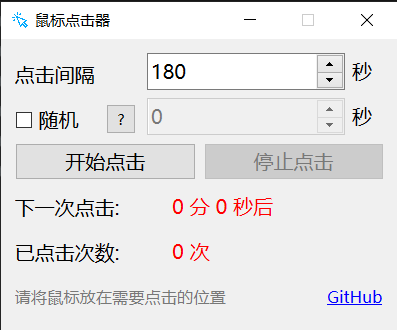 鼠标点击器
点击间隔 180 秒
随机 ? 0 秒
开始点击 停止点击
下一次点击: 0 分 0 秒后
已点击次数: 0 次
请将鼠标放在需要点击的位置 GitHub